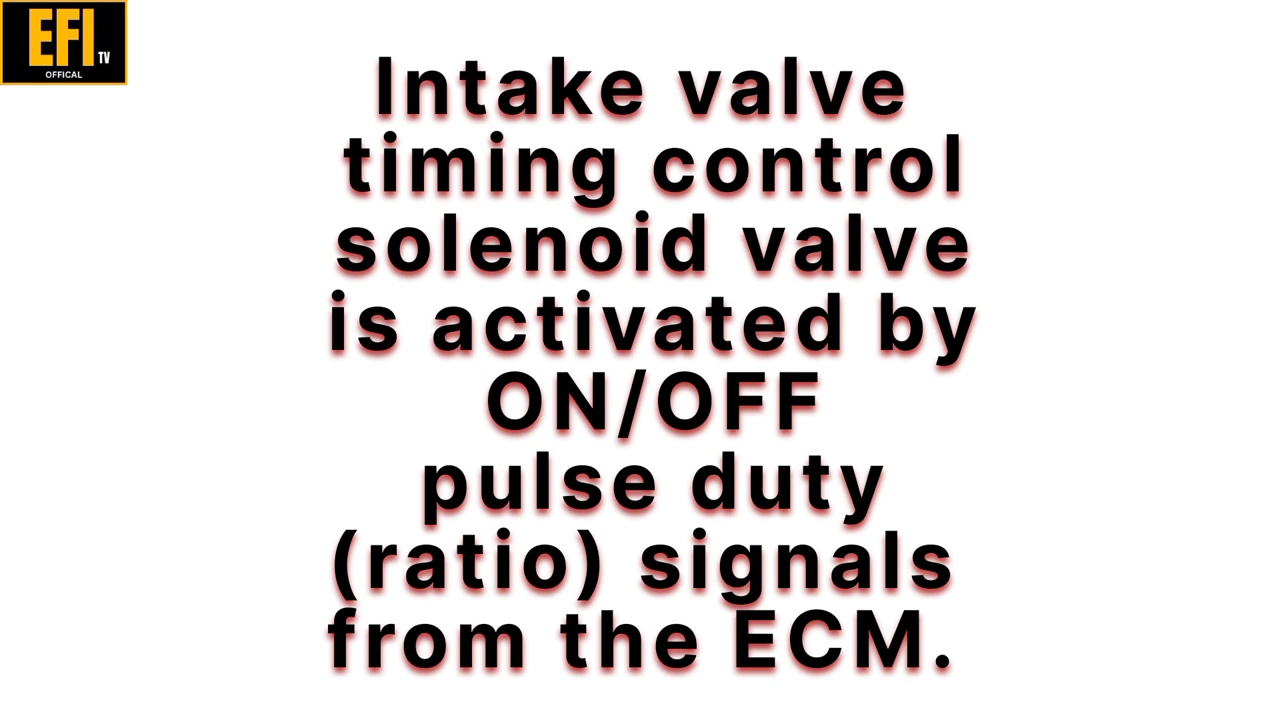 EFI TV
OFFICAL
Intake valve
timing control
solenoid valve
is activated by
ON/OFF
pulse duty
(ratio) signals
from the ECM.